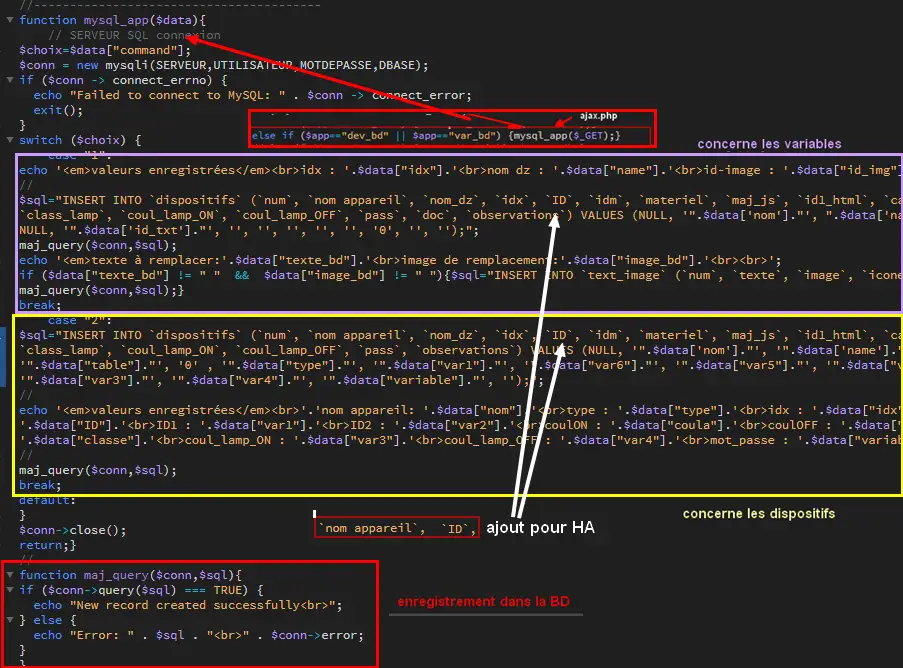 //---------------------------------------
function mysql_app($data){
// SERVEUR SQL connexion
$choix=$data["command"];
$conn = new mysqli(SERVEUR,UTILISATEUR,MOTDEPASSE,DBASE);
if ($conn -> connect_errno) {
echo "Failed to connect to MySQL: " . $conn -> connect_error;
exit();
}
ajax.php
else if ($app=="dev_bd" || $app=="var_bd") {mysql_app($_GET);}
switch ($choix) {
concerne les variables
case "1":
echo '<em>valeurs enregistrées</em><br>idx : '.$data["idx"].'<br>nom dz : '.$data["name"].'<br>id-image : '.$data["id_img"]
//
$sql="INSERT INTO `dispositifs` (`num`, `nom appareil`, `nom_dz`, `idx`, `ID`, `idm`, `materiel`, `maj_js`, `id1_html`, `ca
`class_lamp`, `coul_lamp_ON`, `coul_lamp_OFF`, `pass`, `doc`, `observations`) VALUES (NULL, '".$data['nom']."', ".$data['na
NULL, '".$data['id_txt']."', '', '', '', '', '', '0', '', '');";
maj_query($conn,$sql);
echo '<em>texte à remplacer:'.$data["texte_bd"].'<br>image de remplacement:'.$data["image_bd"].'<br><br>';
if ($data["texte_bd"] != " " && $data["image_bd"] != " "){$sql="INSERT INTO `text_image` (`num`, `texte`, `image`, `icone
maj_query($conn,$sql);}
break;
case "2":
$sql="INSERT INTO `dispositifs` (`num`, `nom appareil`, `nom_dz`, `idx`, `ID`, `idm`, `materiel`, `maj_js`, `id1_html`, `ca
`class_lamp`, `coul_lamp_ON`, `coul_lamp_OFF`, `pass`, `observations`) VALUES (NULL, '".$data['nom']."', '".$data['name']."
'".$data["table"]."', '0' , '".$data["type"]."', '".$data["var1"]."', '".$data["var6"]."', '".$data["var5"]."', '".$data["v
'".$data["var3"]."', '".$data["var4"]."', '".$data["variable"]."', '');";
//
echo '<em>valeurs enregistrées</em><br>'.'nom appareil: '.$data["nom"].'<br>type : '.$data["type"].'<br>idx : '.$data["idx"
'.$data["ID"].'<br>ID1 : '.$data["var1"].'<br>ID2 : '.$data["var2"].'<br>coulON : '.$data["coula"].'<br>coulOFF : '.$data["
'.$data["classe"].'<br>coul_lamp_ON : '.$data["var3"].'<br>coul_lamp_OFF : '.$data["var4"].'<br>mot_passe : '.$data["variab
//
maj_query($conn,$sql);
break;
default:
}
concerne les dispositifs
$conn->close();
`nom appareil`, `ID`, ajout pour HA
return;}
//
function maj_query($conn,$sql){
if ($conn->query($sql) === TRUE) {
echo "New record created successfully<br>";
enregistrement dans la BD
} else {
echo "Error: " . $sql . "<br>" . $conn->error;
}
}